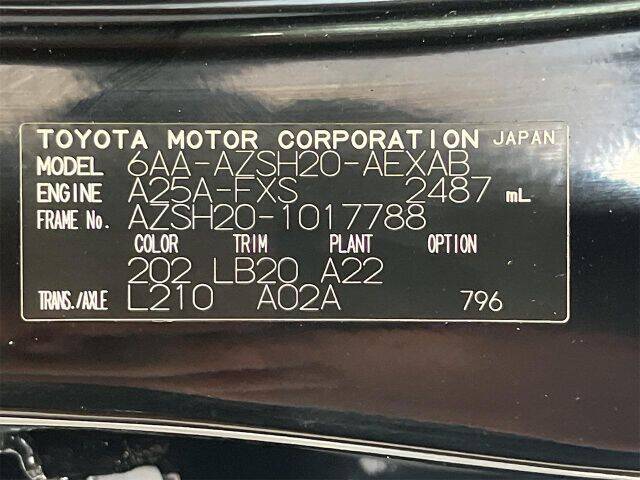 TOYOTA MOTOR CORPORATION JAPAN
MODEL 6AA-AZSH20-AEXAB
ENGINE A25A-FXS 2487 mL
FRAME No. AZSH20-1017788
COLOR TRIM PLANT OPTION
202 LB20 A22
TRANS./AXLE L210 A02A 796